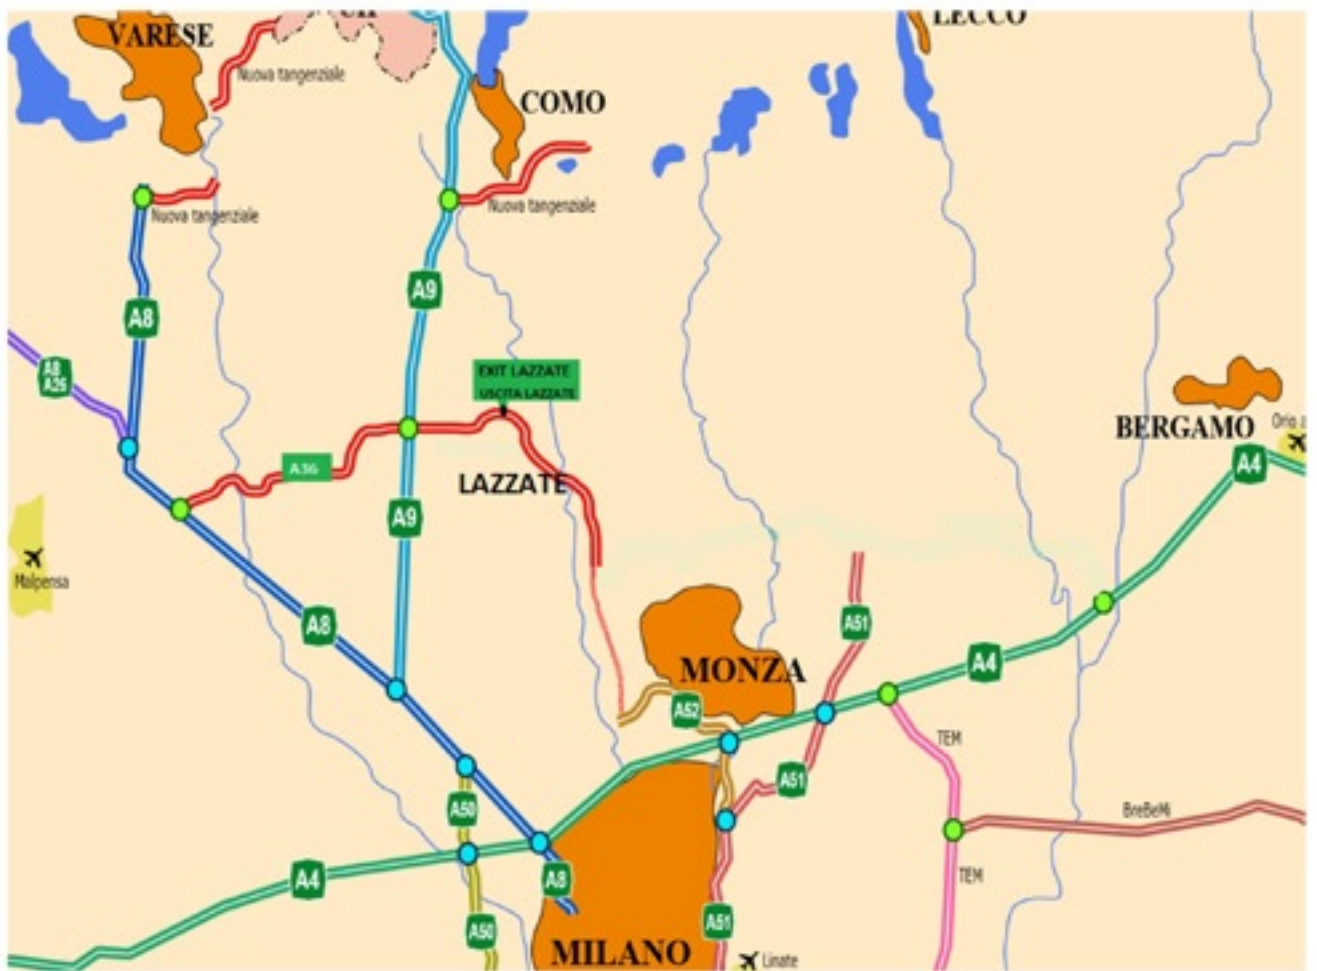 VARESE
LECCO
Nuova tangenziale
COMO
Nuova tangenziale
Nuova tangenziale
A9
A8
A8
A26
EXIT LAZZATE
USCITA LAZZATE
BERGAMO
A4
A36
LAZZATE
A9
Malpensa
A8
A51
MONZA
A4
A52
TEM
A51
A50
BreBeMi
A4
A8
TEM
A50
A51
MILANO
Linate